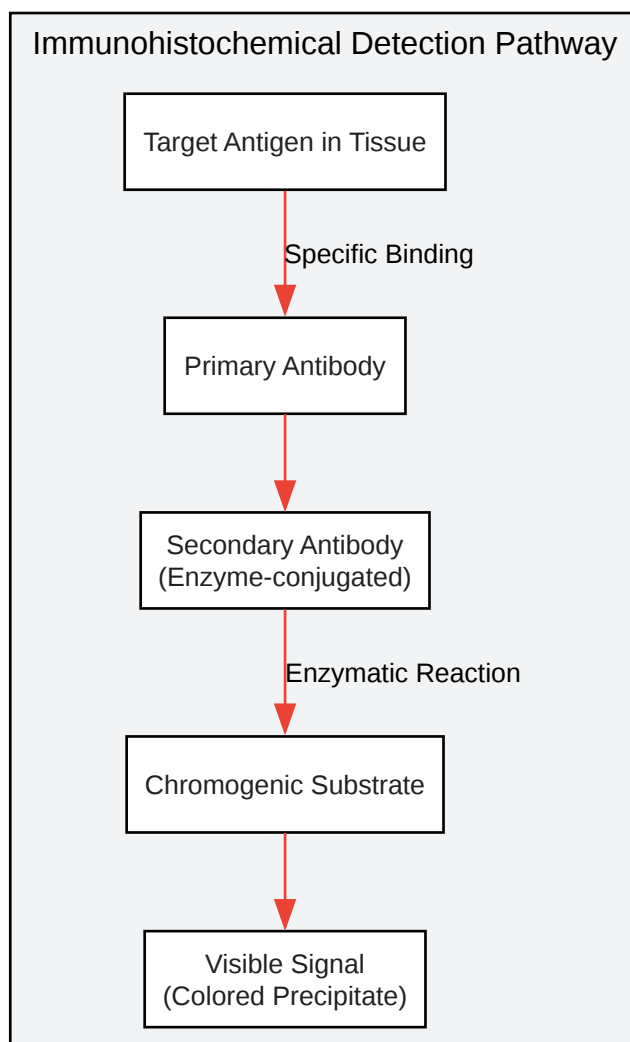 Immunohistochemical Detection Pathway
Target Antigen in Tissue
Specific Binding
Primary Antibody
Secondary Antibody
(Enzyme-conjugated)
Enzymatic Reaction
Chromogenic Substrate
Visible Signal
(Colored Precipitate)